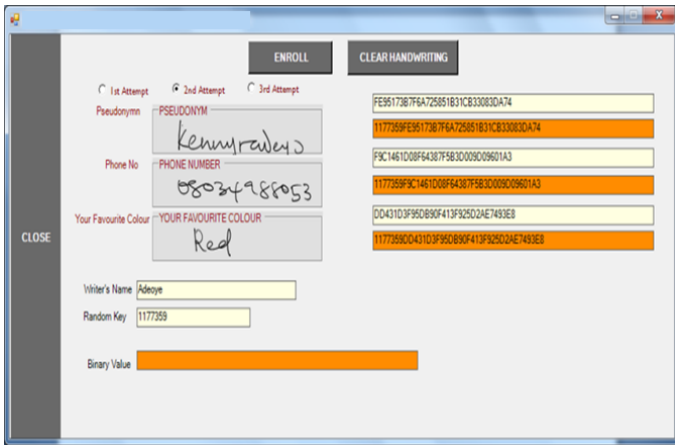 ENROLL CLEAR HANDWRITING
1st Attempt 2nd Attempt 3rd Attempt
Pseudonymn PSEUDONYM
Kennyrawleyo
FE95173B7F6A725851B31CB33083DA74
1177359FE95173B7F6A725851B31CB33083DA74
Phone No PHONE NUMBER
08034988053
F9C1461D08F64387F5B3D009D09601A3
1177359F9C1461D08F64387F5B3D009D09601A3
Your Favourite Colour YOUR FAVOURITE COLOUR
Red
DD431D3F95DB90F413F925D2AE7493E8
1177359DD431D3F95DB90F413F925D2AE7493E8
CLOSE
Writer's Name Adeoye
Random Key 1177359
Binary Value